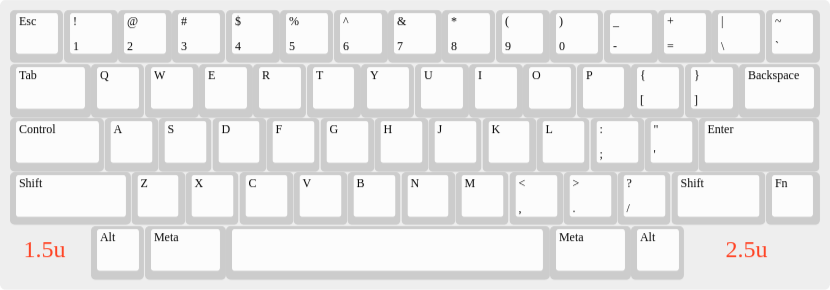 Esc ! @ # $ % ^ & * ( ) _ + | ~
1 2 3 4 5 6 7 8 9 0 - = \ `
Tab Q W E R T Y U I O P { } Backspace
[ ]
Control A S D F G H J K L : " Enter
; '
Shift Z X C V B N M < > ? Shift Fn
, . /
Alt Meta Meta Alt
1.5u 2.5u